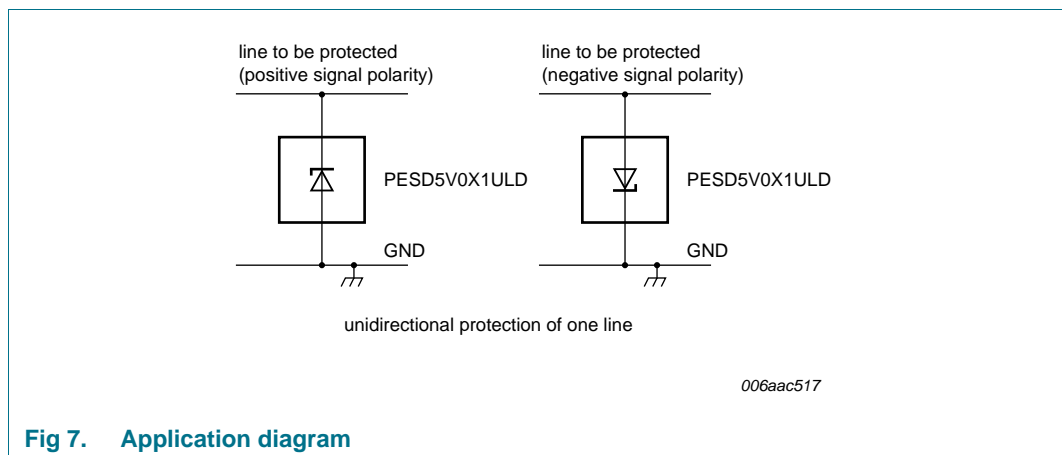 line to be protected
(positive signal polarity)
PESD5V0X1ULD
GND
line to be protected
(negative signal polarity)
PESD5V0X1ULD
GND
unidirectional protection of one line
006aac517
Fig 7. Application diagram